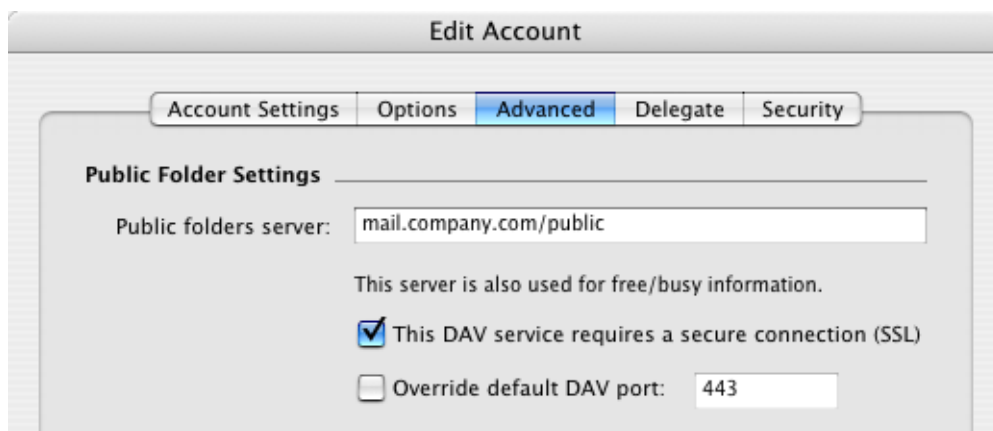 Edit Account
Account Settings Options Advanced Delegate Security
Public Folder Settings
Public folders server: mail.company.com/public
This server is also used for free/busy information.
This DAV service requires a secure connection (SSL)
Override default DAV port: 443